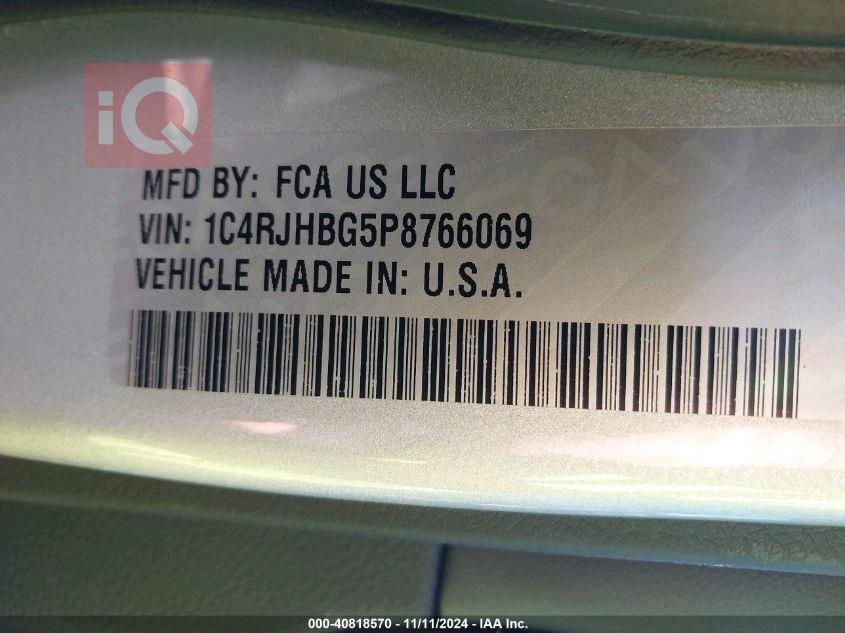 iQ
MFD BY: FCA US LLC
VIN: 1C4RJHBG5P8766069
VEHICLE MADE IN: U.S.A.
000-40818570 - 11/11/2024 - IAA Inc.